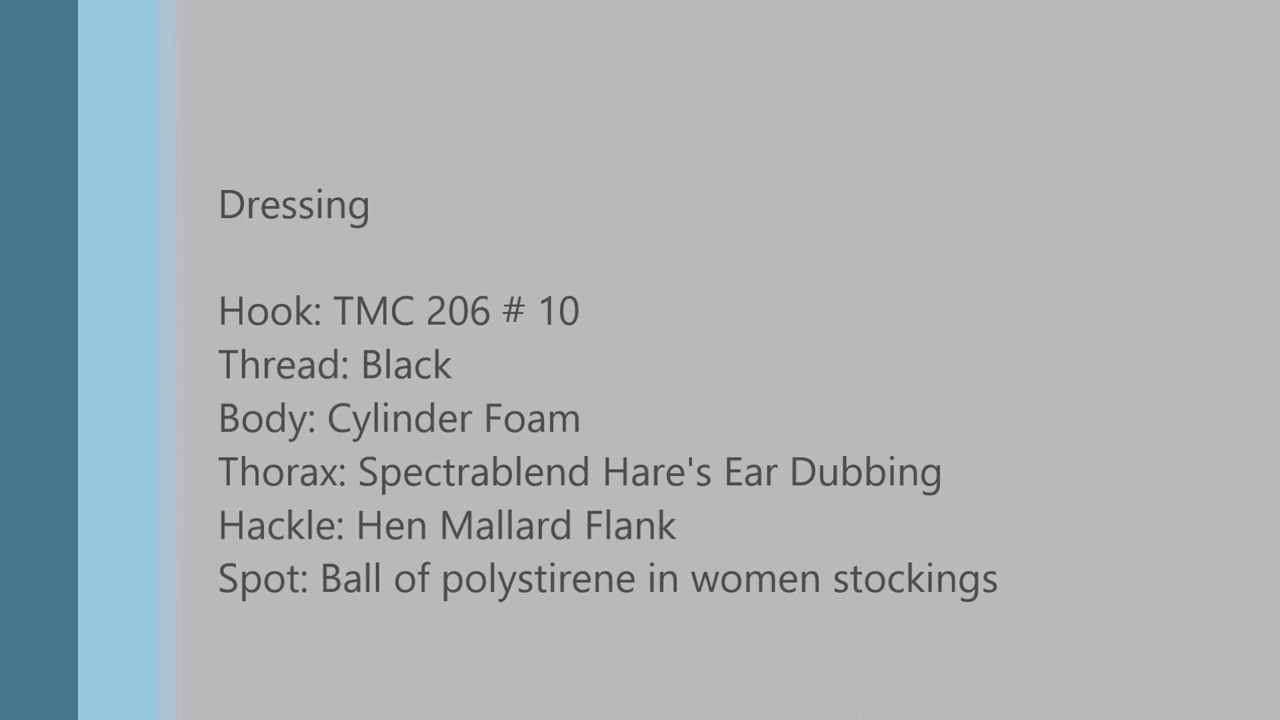 Dressing
Hook: TMC 206 # 10
Thread: Black
Body: Cylinder Foam
Thorax: Spectrablend Hare's Ear Dubbing
Hackle: Hen Mallard Flank
Spot: Ball of polystirene in women stockings